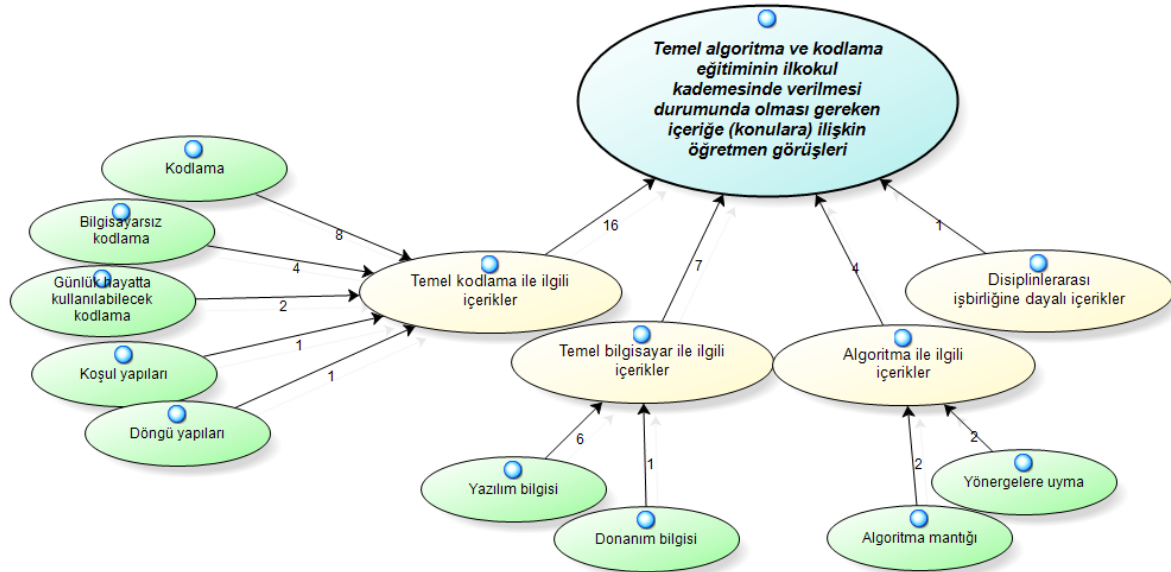 Temel algoritma ve kodlama
eğitiminin ilkokul
kademesinde verilmesi
durumunda olması gereken
içeriğe (konulara) ilişkin
öğretmen görüşleri
Kodlama
Bilgisayarsız
kodlama
Günlük hayatta
kullanılabilecek
kodlama
Koşul yapıları
Döngü yapıları
8
4
2
1
1
Temel kodlama ile ilgili
içerikler
16
7
4
1
Disiplinlerarası
işbirliğine dayalı içerikler
Temel bilgisayar ile ilgili
içerikler
Algoritma ile ilgili
içerikler
6
1
2
2
Yazılım bilgisi
Donanım bilgisi
Yönergelere uyma
Algoritma mantığı